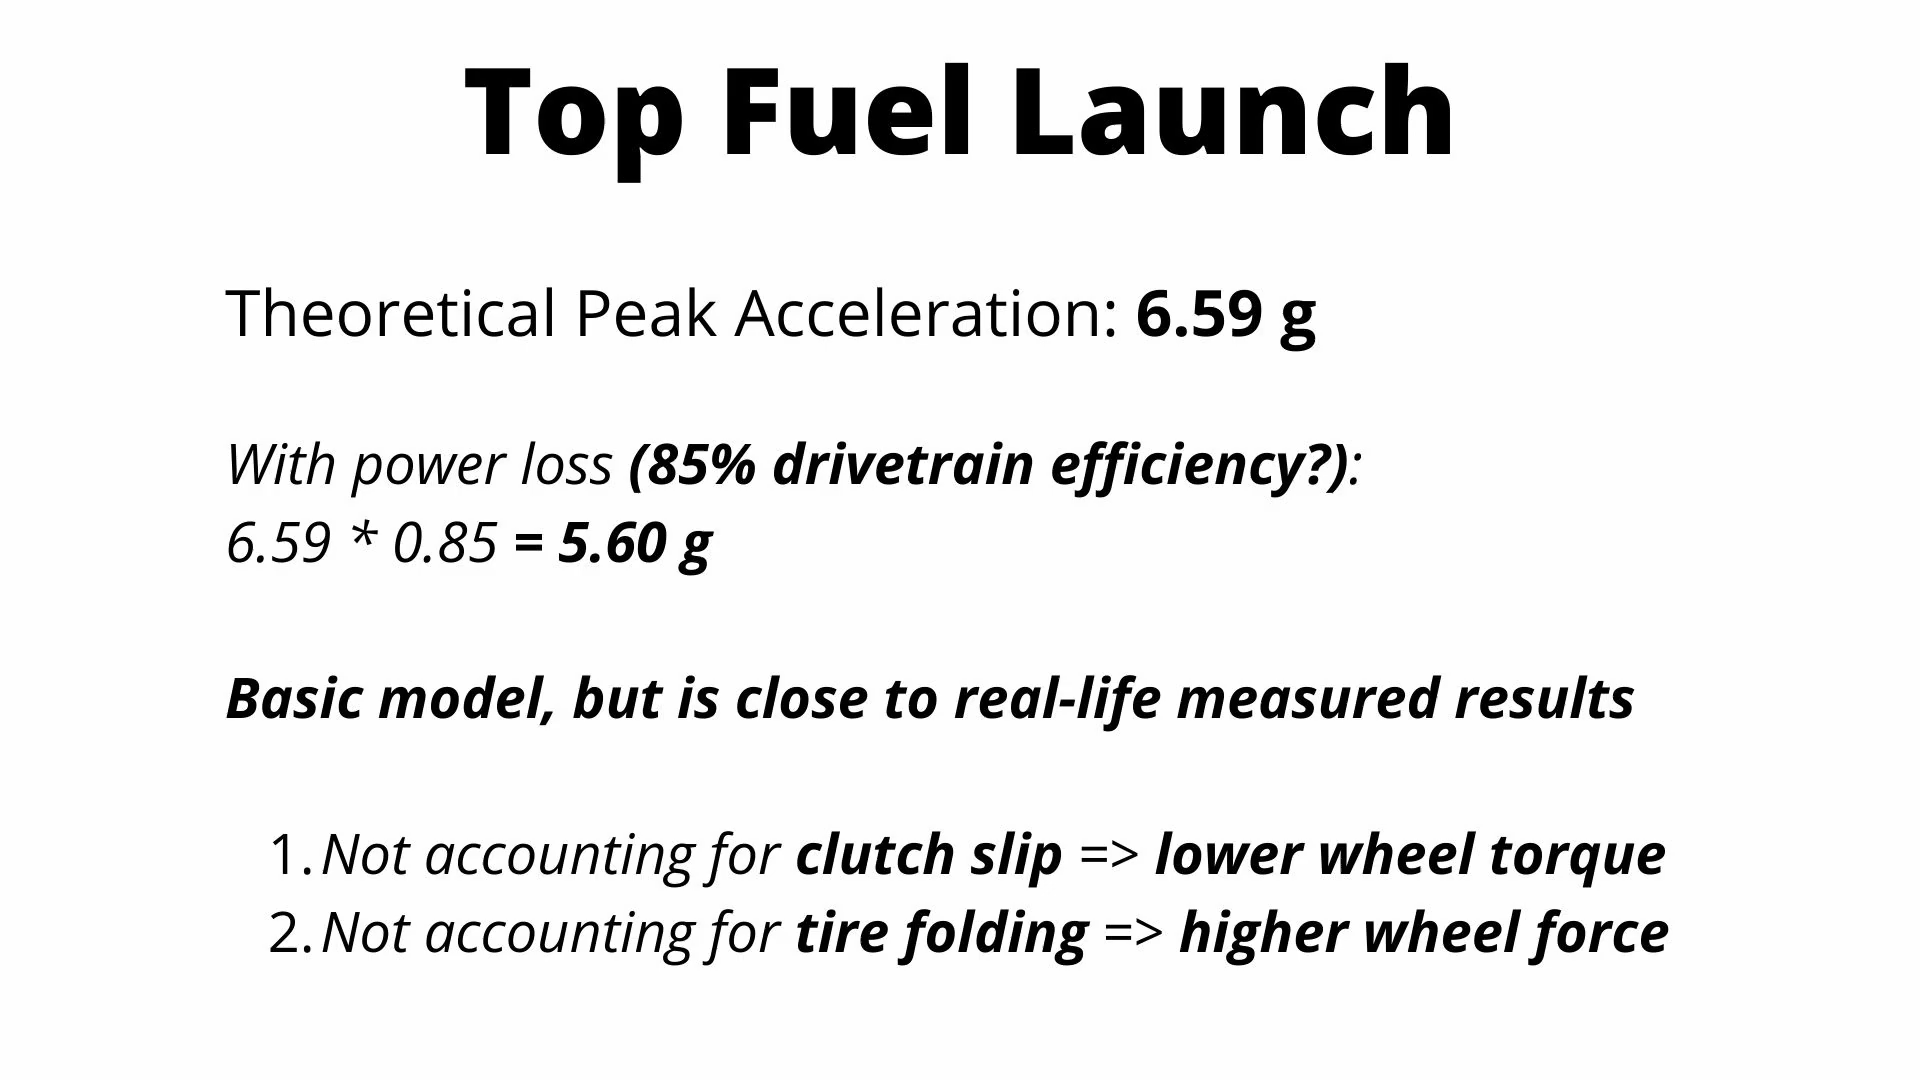 Top Fuel Launch
Theoretical Peak Acceleration: 6.59 g
With power loss (85% drivetrain efficiency?):
6.59 * 0.85 = 5.60 g
Basic model, but is close to real-life measured results
1. Not accounting for clutch slip => lower wheel torque
2. Not accounting for tire folding => higher wheel force